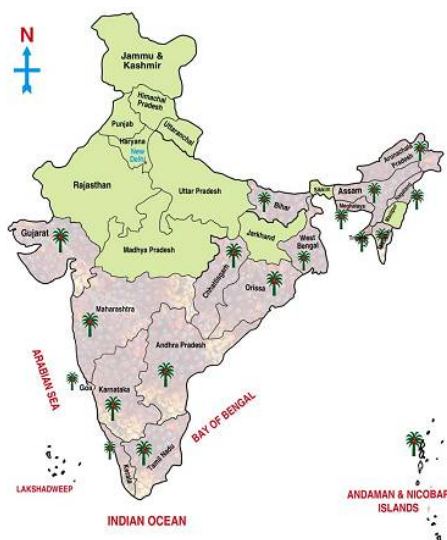 N
Jammu &
Kashmir
Himachal
Pradesh
Punjab
Uttaranchal
Haryana
New
Delhi
Rajasthan
Uttar Pradesh
Arunachal
Pradesh
Sikkim
Assam
Bihar
Meghalaya
Gujarat
Madhya Pradesh
Jharkand
West
Bengal
Chhattisgarh
Orissa
Maharashtra
Andhra Pradesh
ARABIAN SEA
Goa
Karnataka
BAY OF BENGAL
Tamil Nadu
Kerala
LAKSHADWEEP
ANDAMAN & NICOBAR
ISLANDS
INDIAN OCEAN